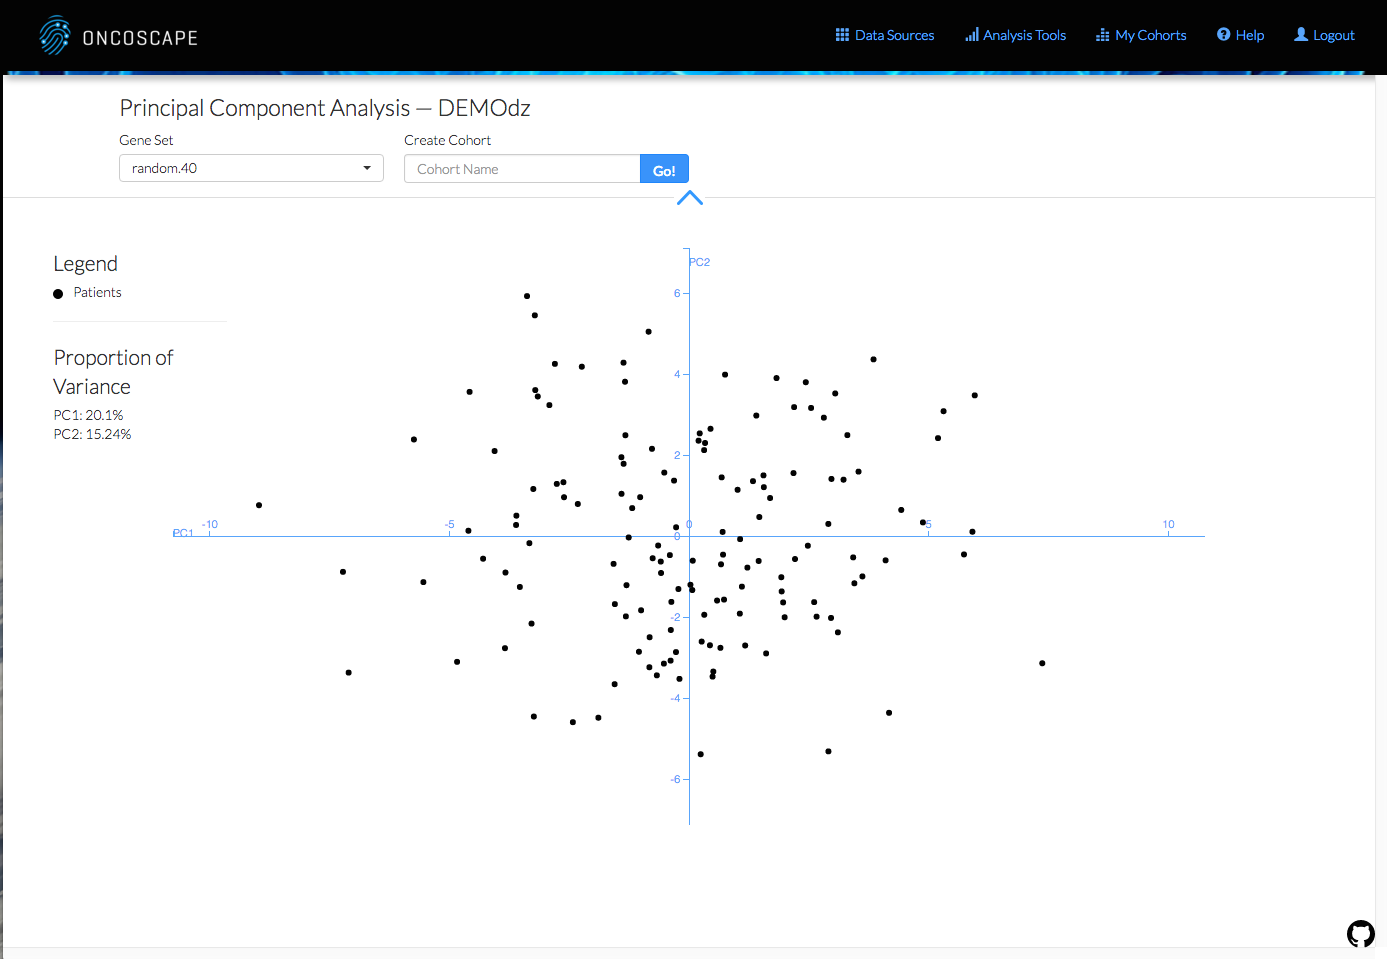 ONCOSCAPE
Data Sources Analysis Tools My Cohorts Help Logout
Principal Component Analysis — DEMOdz
Gene Set Create Cohort
random.40 Cohort Name Go!
Legend
Patients
Proportion of
Variance
PC1: 20.1%
PC2: 15.24%
PC2
6
4
2
-10 -5 0 5 10
PC1
0
-2
-4
-6